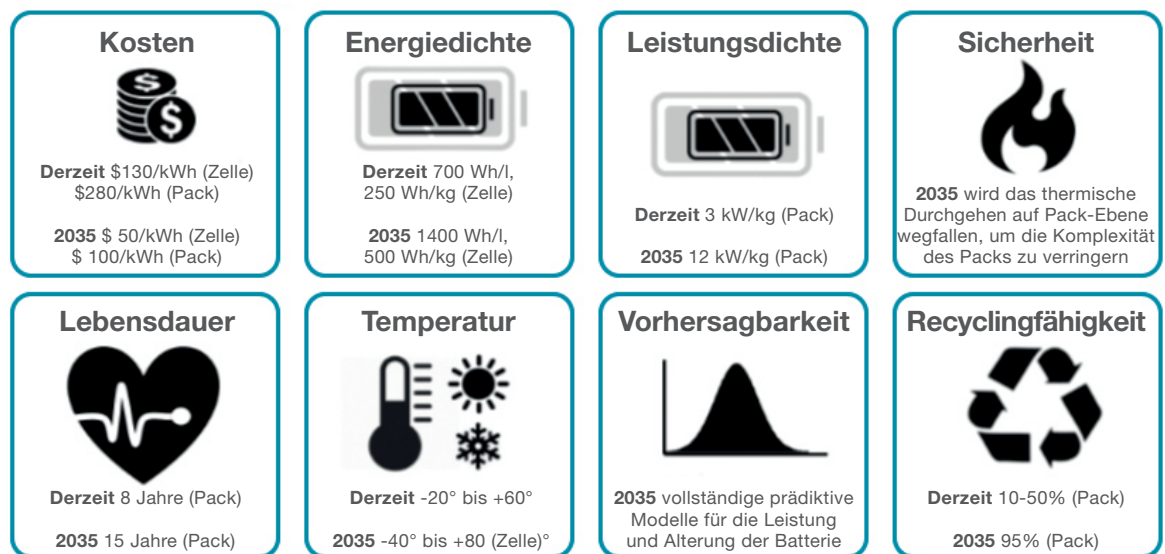 Kosten
$
$
Derzeit $130/kWh (Zelle)
$280/kWh (Pack)
2035 $ 50/kWh (Zelle)
$ 100/kWh (Pack)
Energiedichte
Derzeit 700 Wh/l,
250 Wh/kg (Zelle)
2035 1400 Wh/l,
500 Wh/kg (Zelle)
Leistungsdichte
Derzeit 3 kW/kg (Pack)
2035 12 kW/kg (Pack)
Sicherheit
2035 wird das thermische
Durchgehen auf Pack-Ebene
wegfallen, um die Komplexität
des Packs zu verringern
Lebensdauer
Derzeit 8 Jahre (Pack)
2035 15 Jahre (Pack)
Temperatur
Derzeit -20° bis +60°
2035 -40° bis +80 (Zelle)°
Vorhersagbarkeit
2035 vollständige prädiktive
Modelle für die Leistung
und Alterung der Batterie
Recyclingfähigkeit
Derzeit 10-50% (Pack)
2035 95% (Pack)